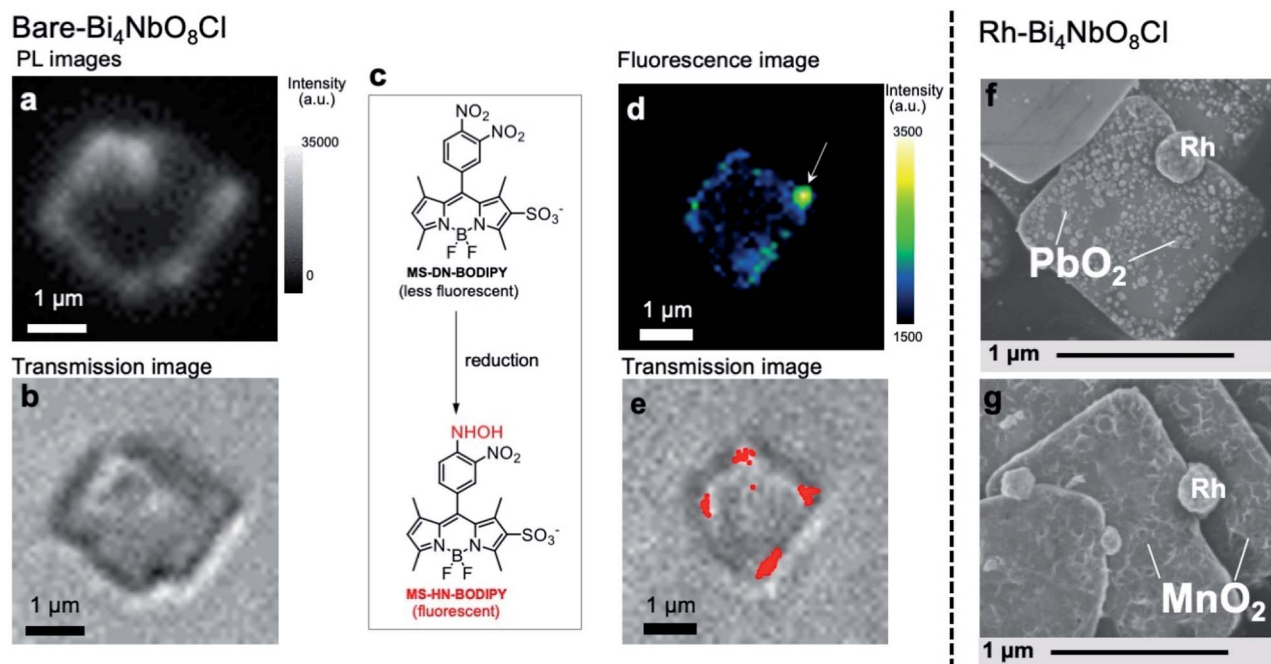 Bare-Bi₄NbO₈Cl
PL images
a
Intensity
(a.u.)
35000
0
1 µm
Transmission image
b
1 µm
c
NO₂
NO₂
SO₃⁻
N
N
B
F
F
MS-DN-BODIPY
(less fluorescent)
reduction
NHOH
NO₂
SO₃⁻
N
N
B
F
F
MS-HN-BODIPY
(fluorescent)
Fluorescence image
d
Intensity
(a.u.)
3500
1500
1 µm
Transmission image
e
1 µm
Rh-Bi₄NbO₈Cl
f
Rh
PbO₂
1 µm
g
Rh
MnO₂
1 µm